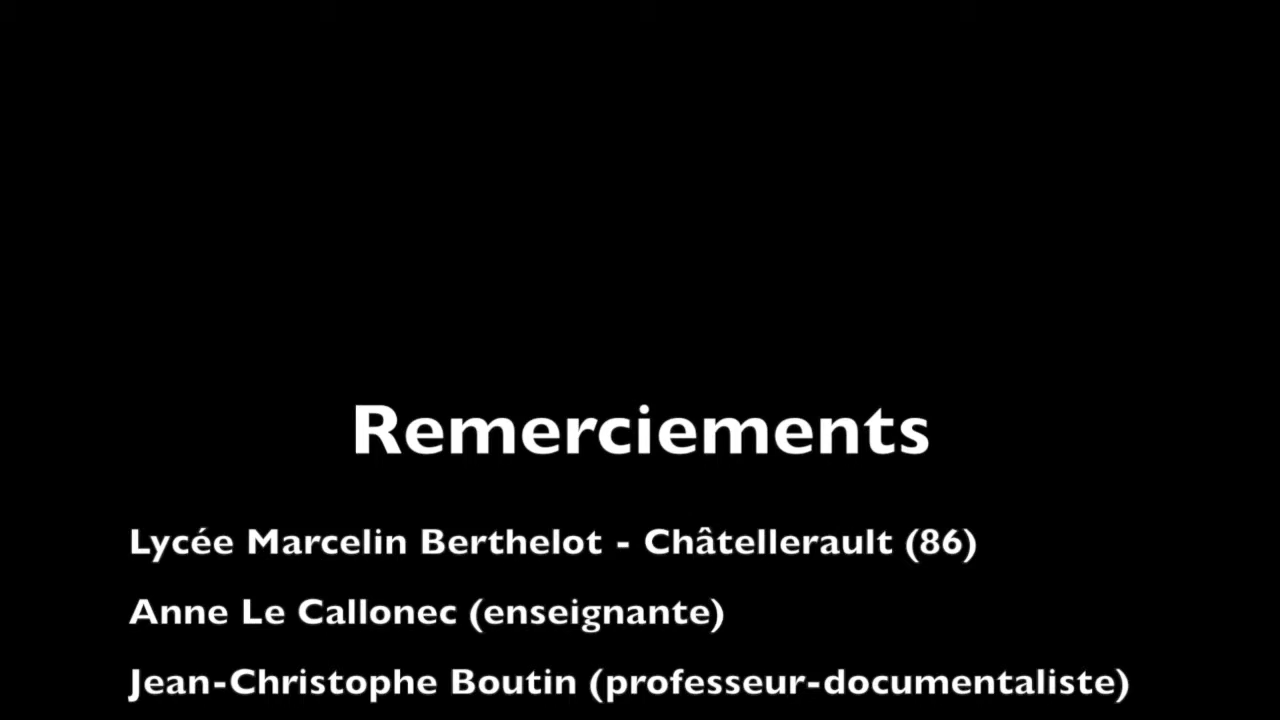 Remerciements
Lycée Marcelin Berthelot - Châtellerault (86)
Anne Le Callonec (enseignante)
Jean-Christophe Boutin (professeur-documentaliste)